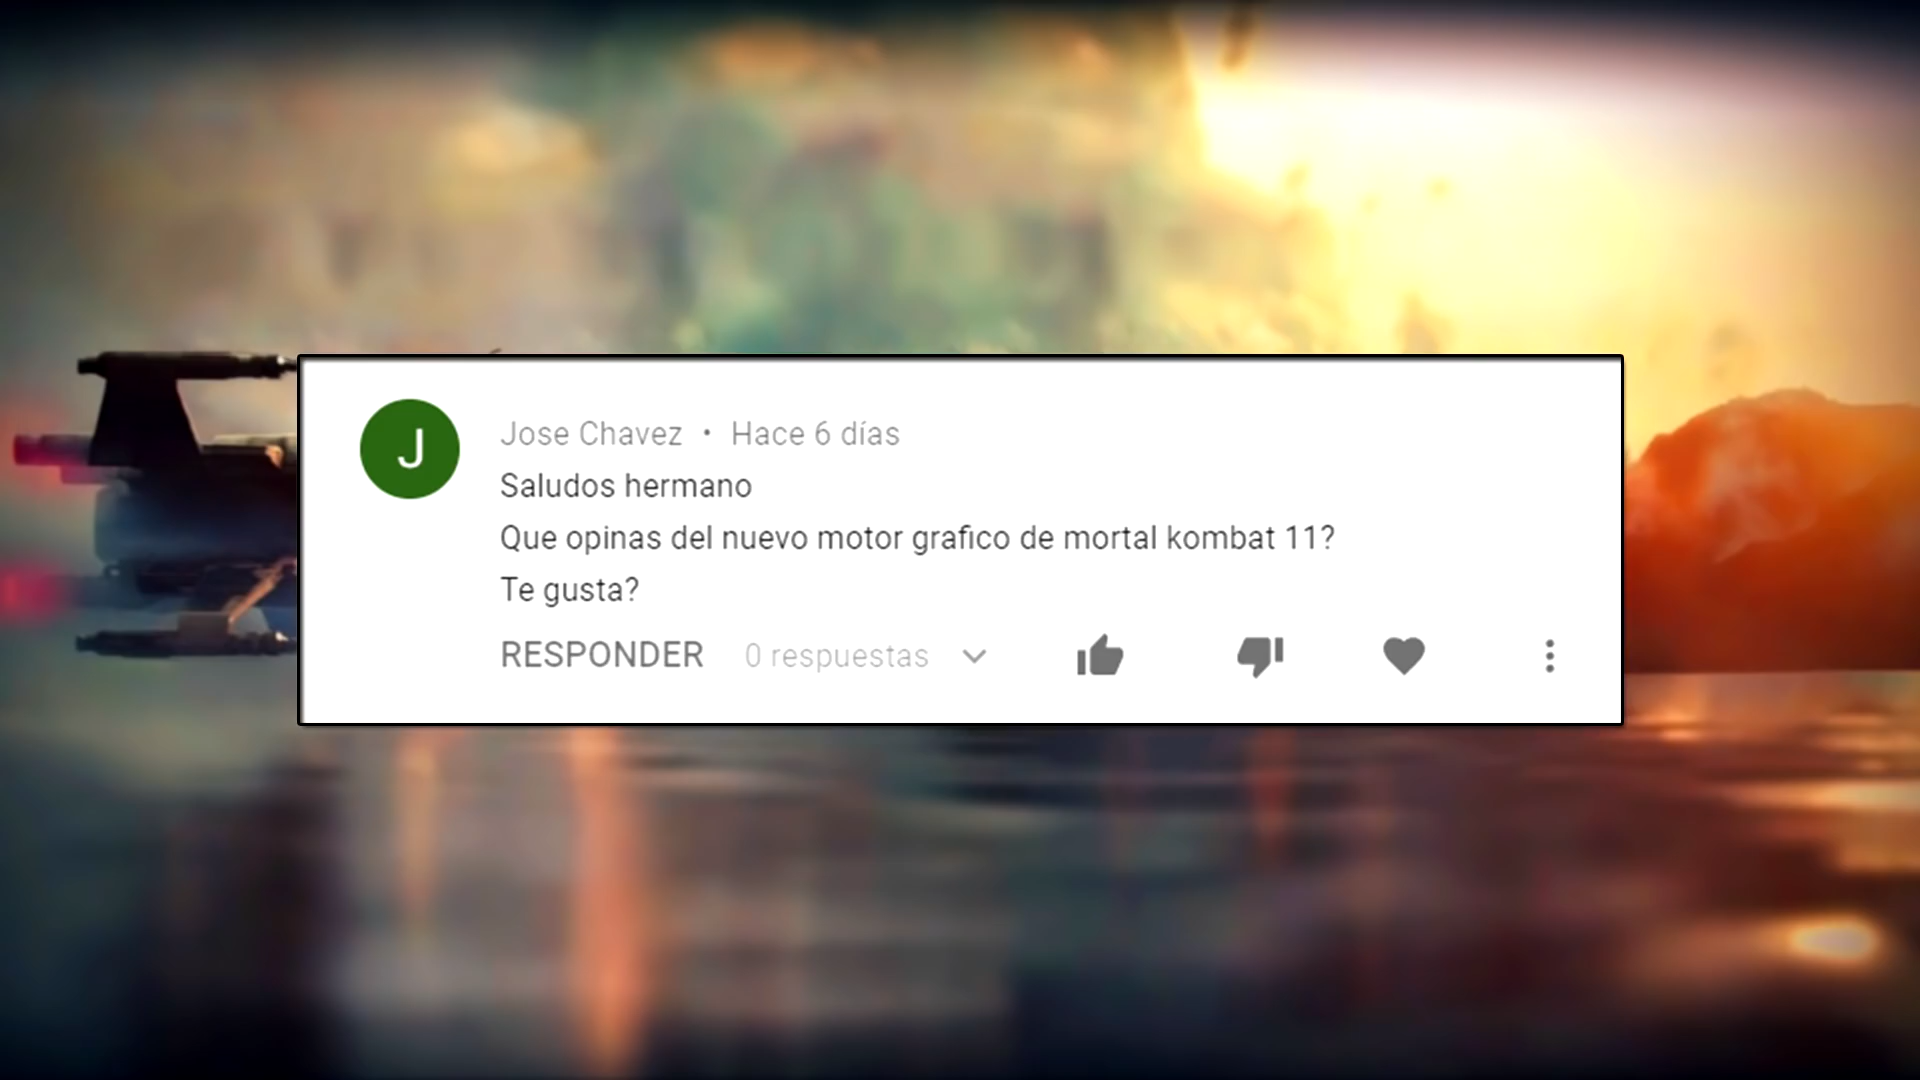 J
Jose Chavez • Hace 6 días
Saludos hermano
Que opinas del nuevo motor grafico de mortal kombat 11?
Te gusta?
RESPONDER 0 respuestas